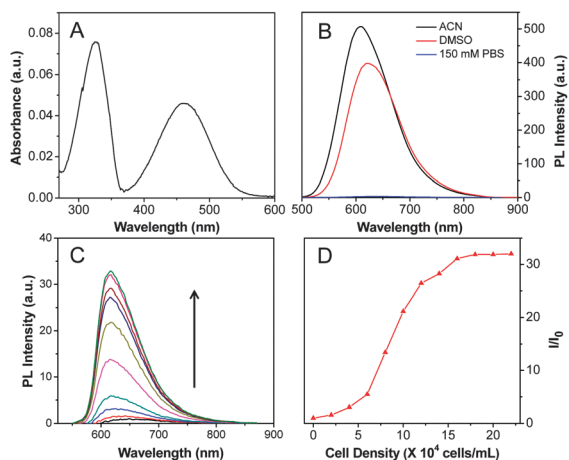 A
0.08
0.06
0.04
0.02
0.00
300 400 500 600
Wavelength (nm)
Absorbance (a.u.)
B
ACN
DMSO
150 mM PBS
500
400
300
200
100
0
500 600 700 800 900
Wavelength (nm)
PL Intensity (a.u.)
C
40
30
20
10
0
600 700 800 900
Wavelength (nm)
PL Intensity (a.u.)
D
30
20
10
0
0 5 10 15 20
Cell Density (X 10⁴ cells/mL)
I/I₀